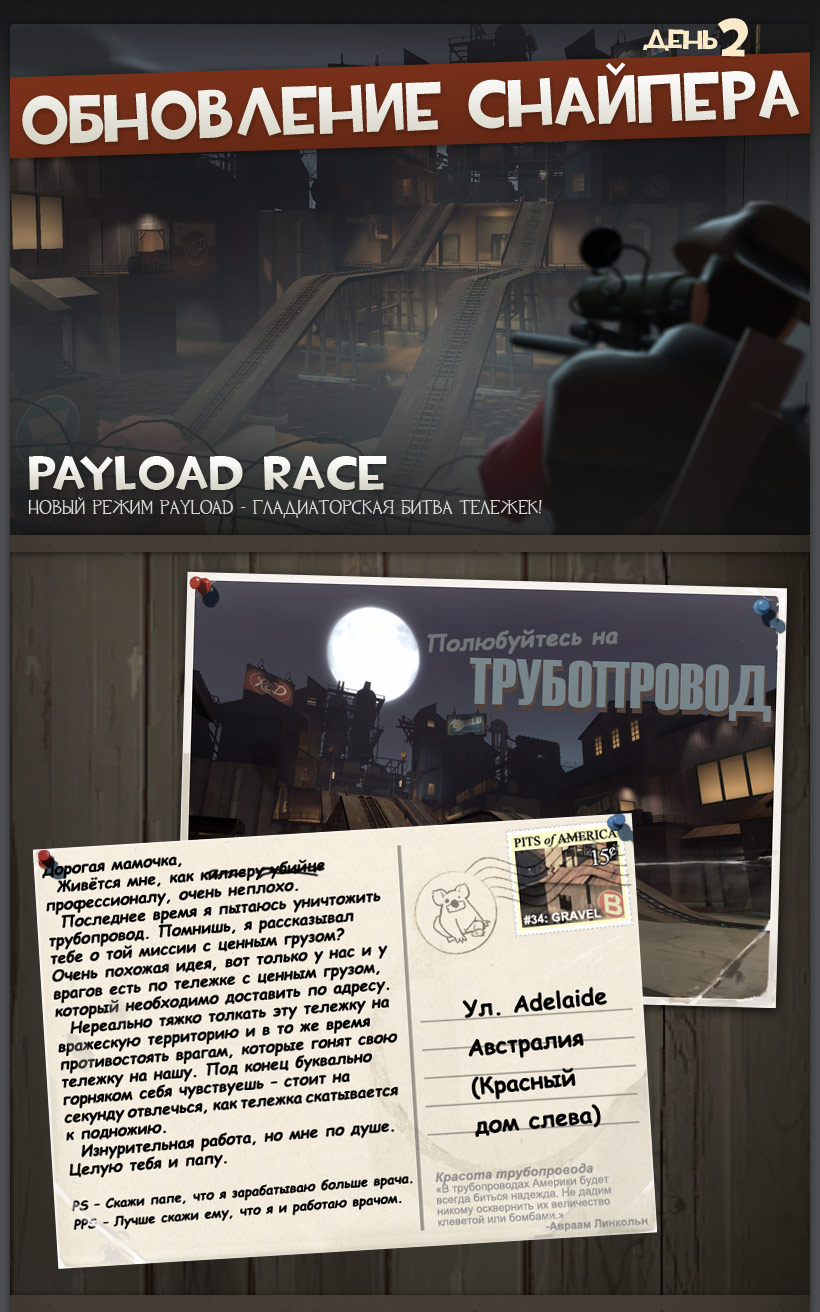 ДЕНЬ 2
ОБНОВЛЕНИЕ СНАЙПЕРА
PAYLOAD RACE
НОВЫЙ РЕЖИМ PAYLOAD - ГЛАДИАТОРСКАЯ БИТВА ТЕЛЕЖЕК!
Полюбуйтесь на
ТРУБОПРОВОД
RED
Дорогая мамочка,
Живётся мне, как киллеру убийце
профессионалу, очень неплохо.
Последнее время я пытаюсь уничтожить
трубопровод. Помнишь, я рассказывал
тебе о той миссии с ценным грузом?
Очень похожая идея, вот только у нас и у
врагов есть по тележке с ценным грузом,
который необходимо доставить по адресу.
Нереально тяжко толкать эту тележку на
вражескую территорию и в то же время
противостоять врагам, которые гонят свою
тележку на нашу. Под конец буквально
горняком себя чувствуешь – стоит на
секунду отвлечься, как тележка скатывается
к подножию.
Изнурительная работа, но мне по душе.
Целую тебя и папу.
PS – Скажи папе, что я зарабатываю больше врача.
PPS – Лучше скажи ему, что я и работаю врачом.
PITS of AMERICA
15¢
#34: GRAVEL
B
Ул. Adelaide
Австралия
(Красный
дом слева)
Красота трубопровода
«В трубопроводах Америки будет
всегда биться надежда. Не дадим
никому осквернить их величество
клеветой или бомбами.»
-Авраам Линкольн